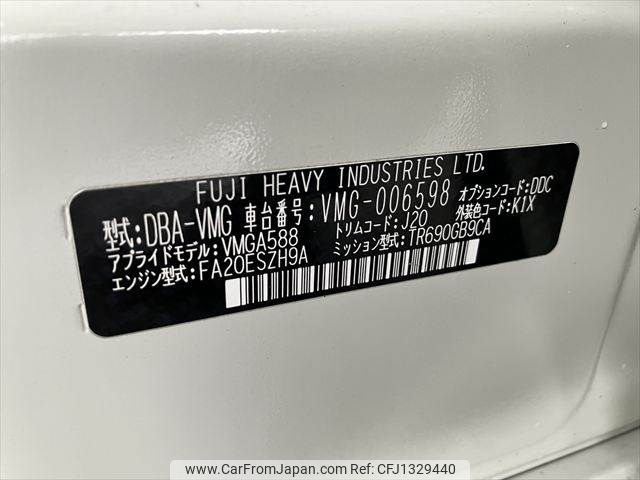 FUJI HEAVY INDUSTRIES LTD.
型式:DBA-VMG 車台番号:VMG-006598 オプションコード:DDC
アプライドモデル:VMGA588 トリムコード:J20 外装色コード:K1X
エンジン型式:FA20ESZH9A ミッション型式:TR690GB9CA
www.CarFromJapan.com - CFJ1329440